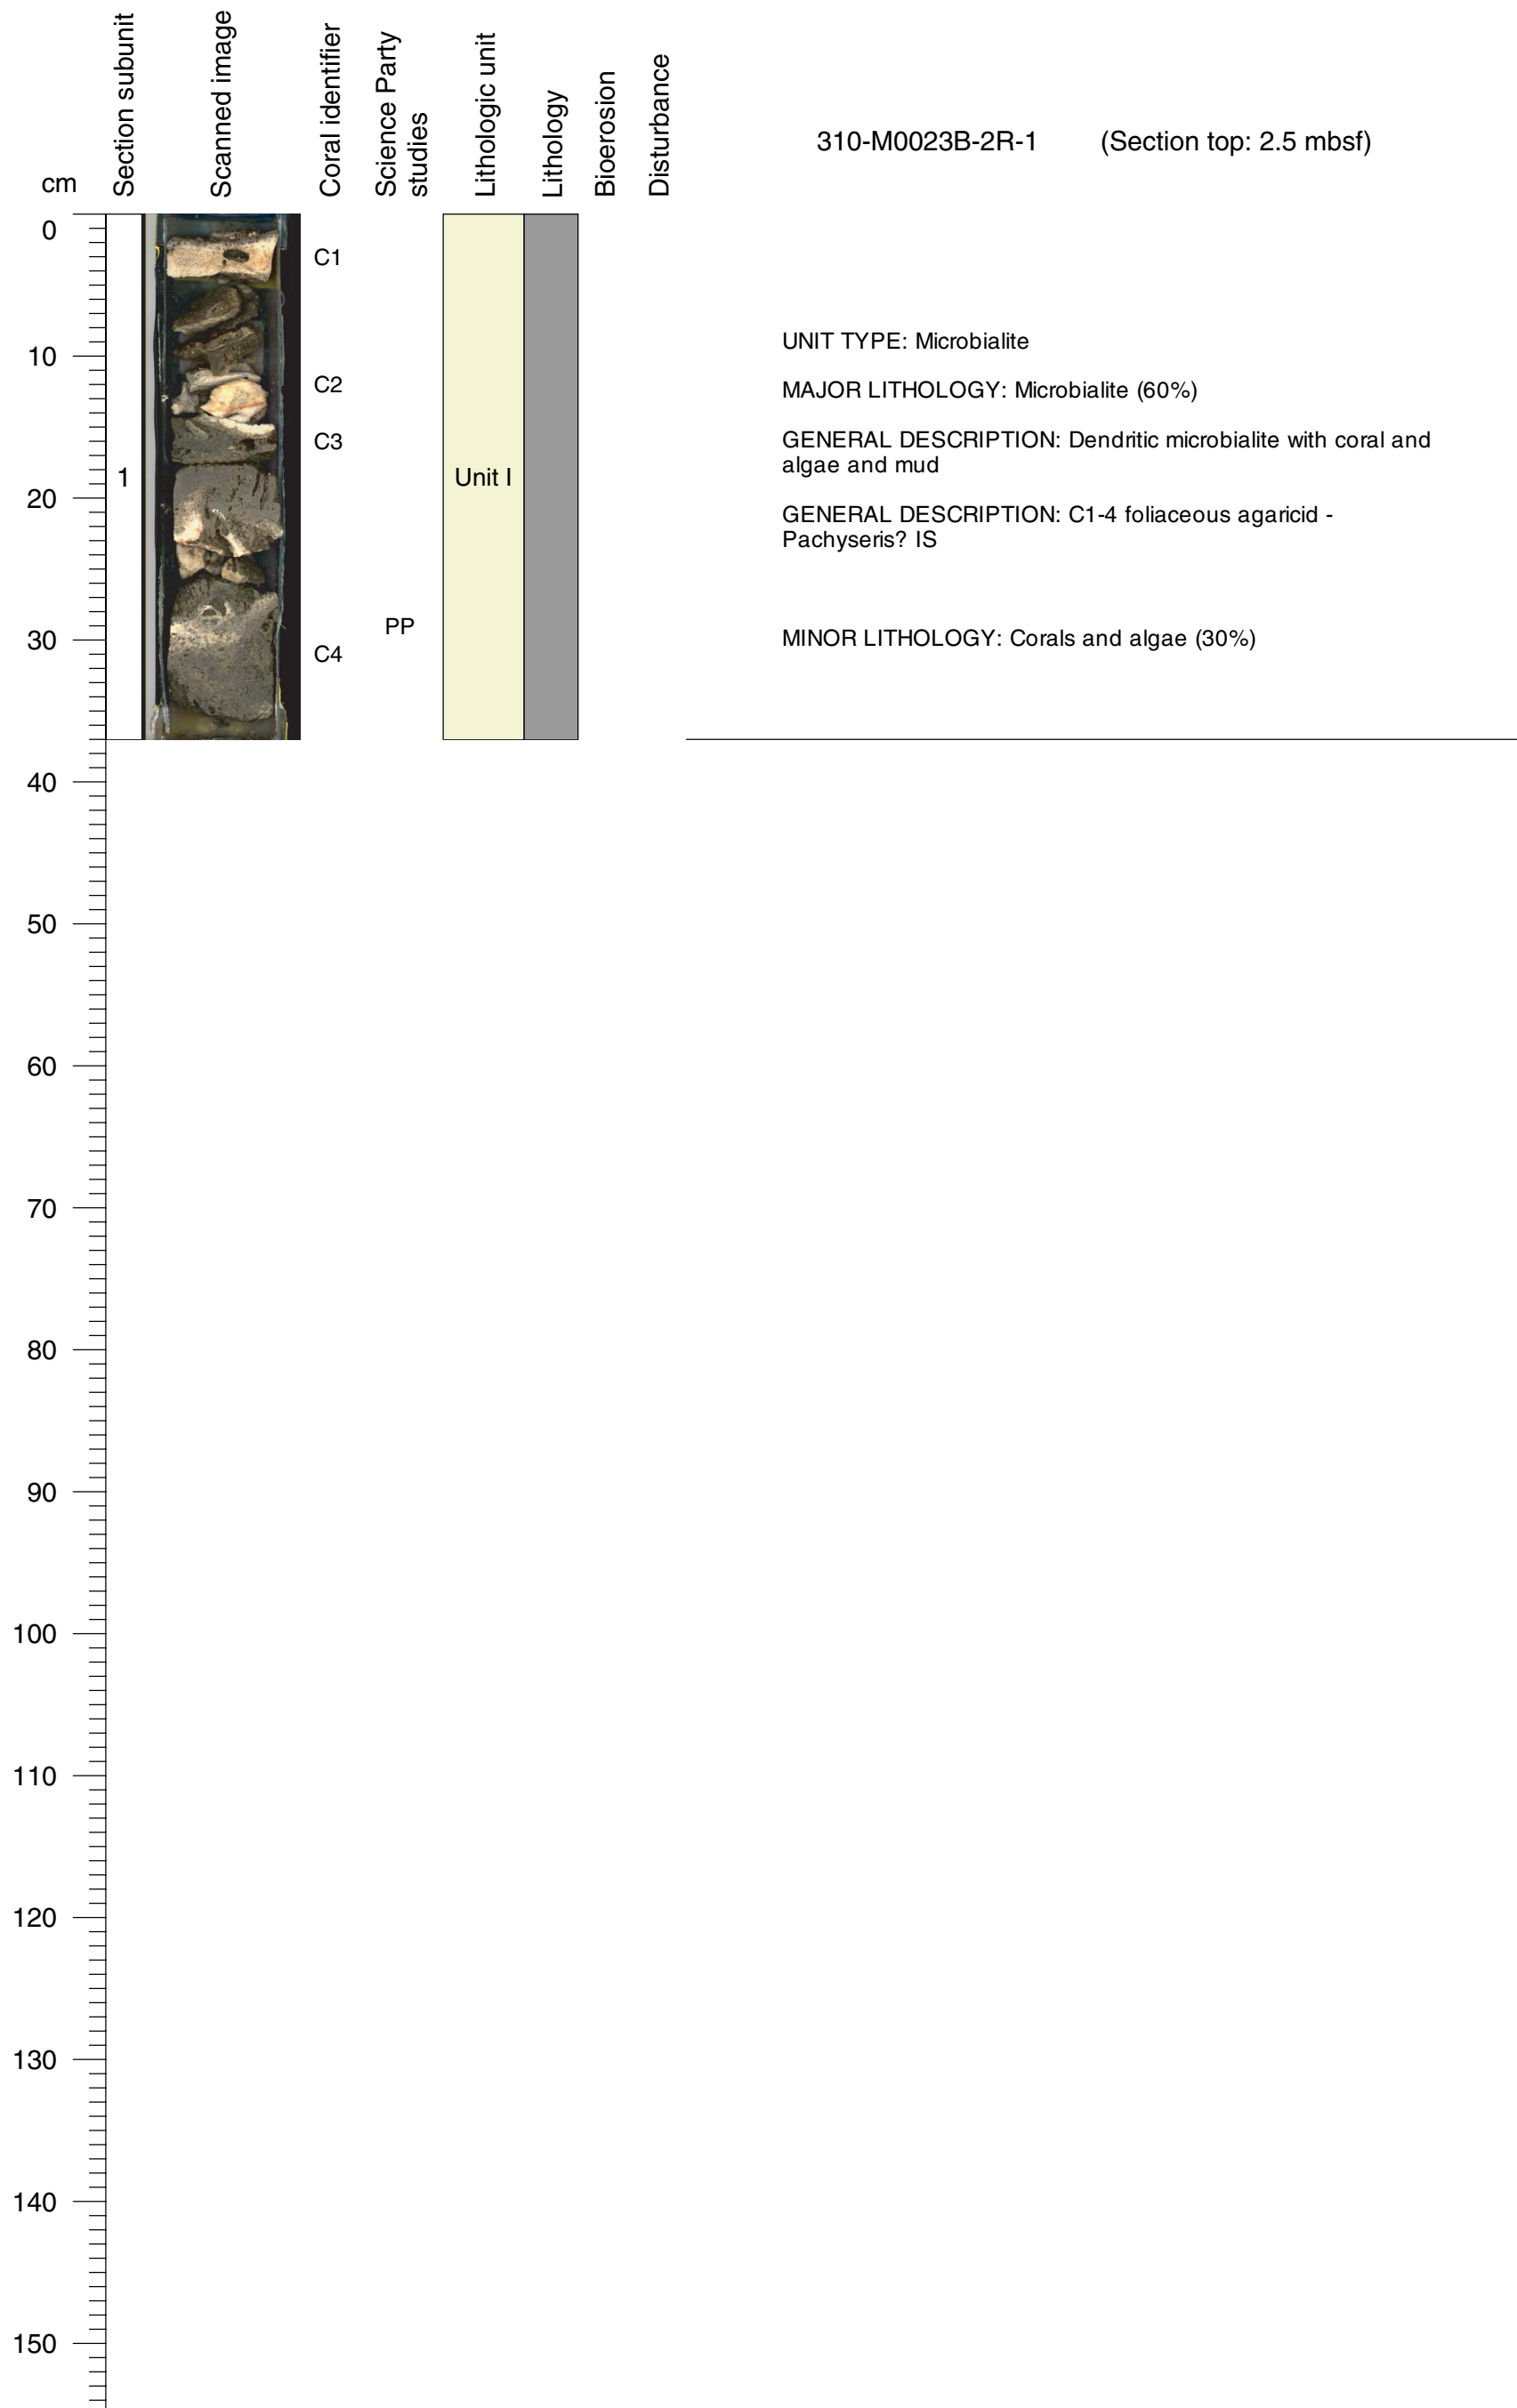 Section subunit
Scanned image
Coral identifier
Science Party
studies
Lithologic unit
Lithology
Bioerosion
Disturbance
310-M0023B-2R-1 (Section top: 2.5 mbsf)
cm
0
C1
UNIT TYPE: Microbialite
10
C2
MAJOR LITHOLOGY: Microbialite (60%)
C3
GENERAL DESCRIPTION: Dendritic microbialite with coral and
algae and mud
1
Unit I
20
GENERAL DESCRIPTION: C1-4 foliaceous agaricid -
Pachyseris? IS
PP
30
C4
MINOR LITHOLOGY: Corals and algae (30%)
40
50
60
70
80
90
100
110
120
130
140
150